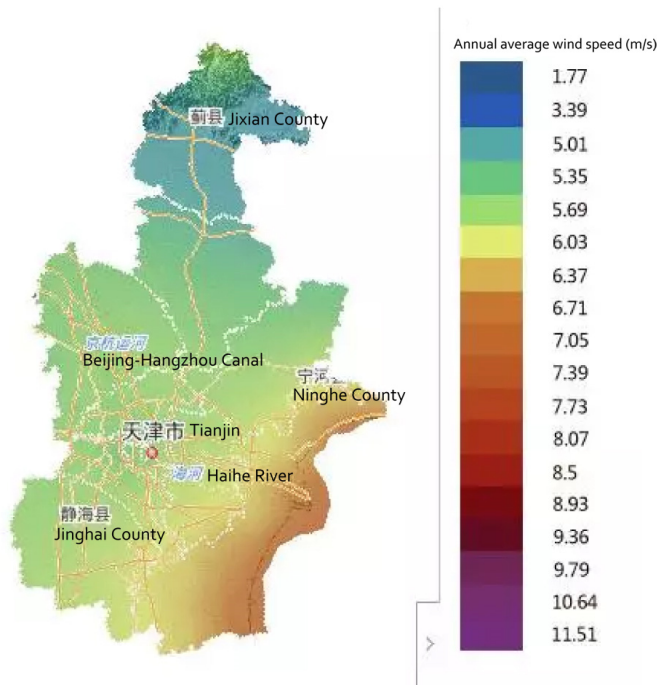 Annual average wind speed (m/s)
1.77
3.39
5.01
5.35
5.69
6.03
6.37
6.71
7.05
7.39
7.73
8.07
8.5
8.93
9.36
9.79
10.64
11.51
蓟县 Jixian County
京杭运河
Beijing-Hangzhou Canal
宁河
Ninghe County
天津市 Tianjin
海河 Haihe River
静海县
Jinghai County